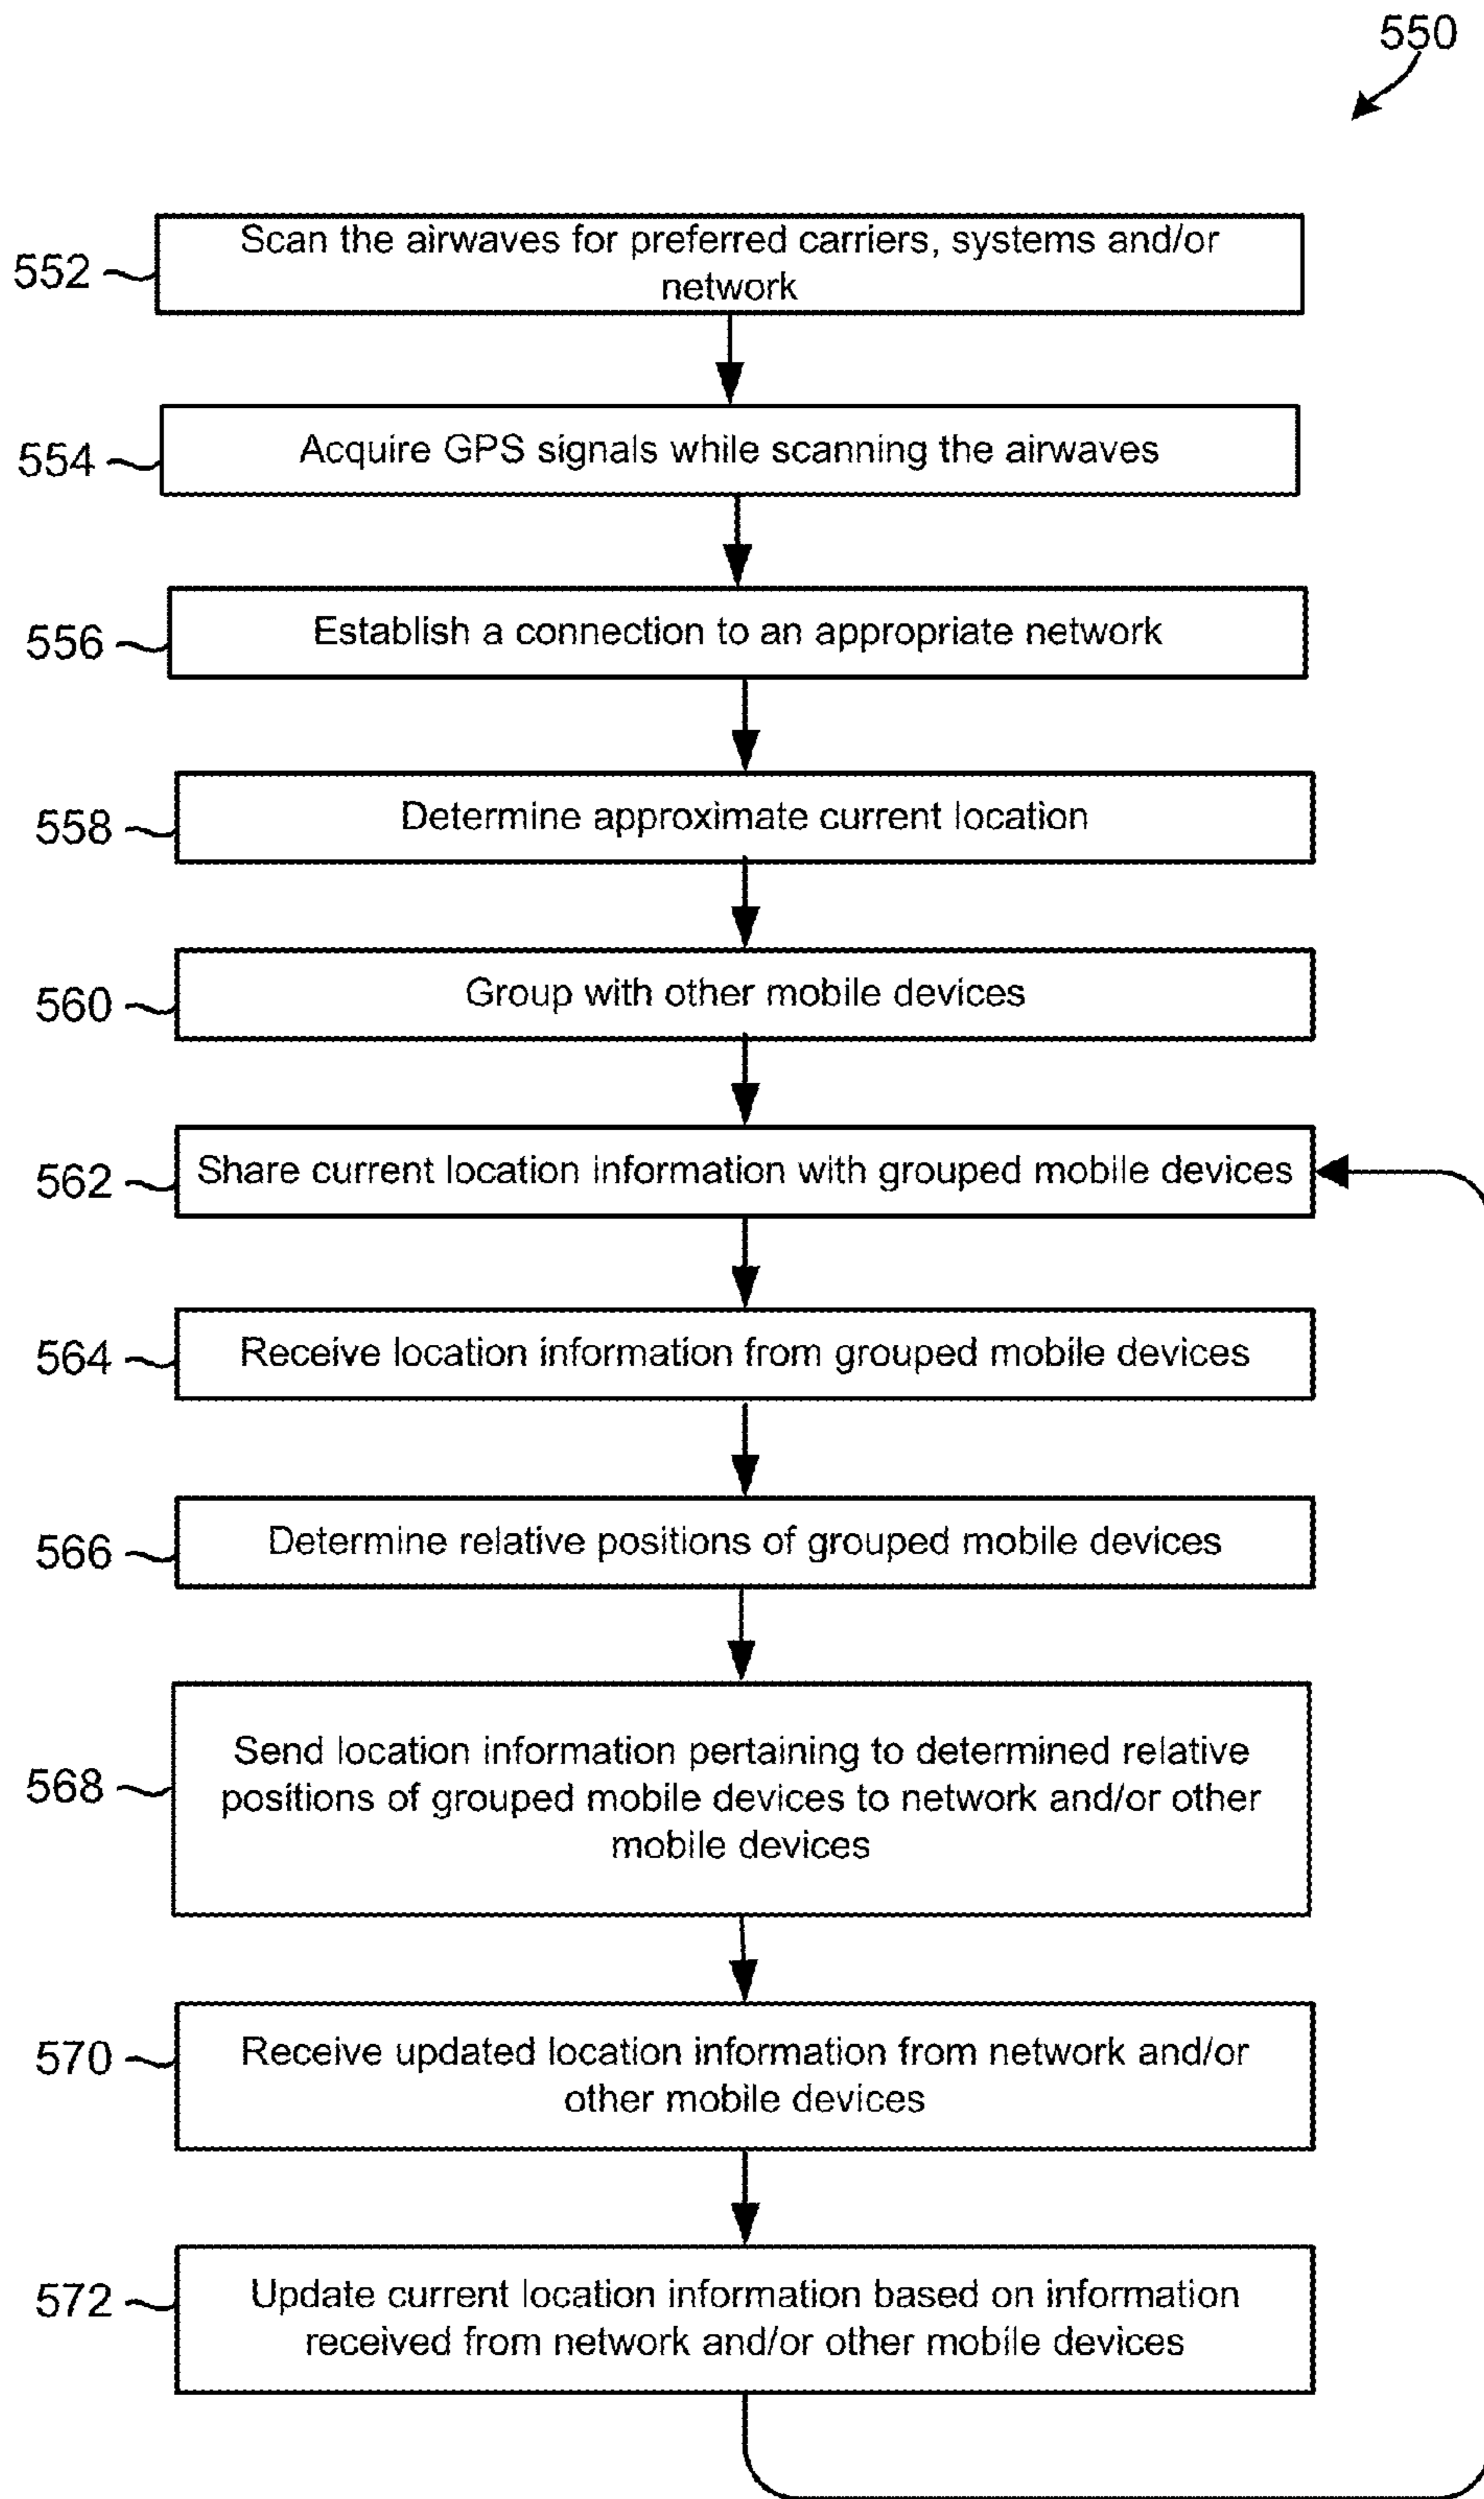 550
552
Scan the airwaves for preferred carriers, systems and/or
network
554
Acquire GPS signals while scanning the airwaves
556
Establish a connection to an appropriate network
558
Determine approximate current location
560
Group with other mobile devices
562
Share current location information with grouped mobile devices
564
Receive location information from grouped mobile devices
566
Determine relative positions of grouped mobile devices
568
Send location information pertaining to determined relative
positions of grouped mobile devices to network and/or other
mobile devices
570
Receive updated location information from network and/or
other mobile devices
572
Update current location information based on information
received from network and/or other mobile devices